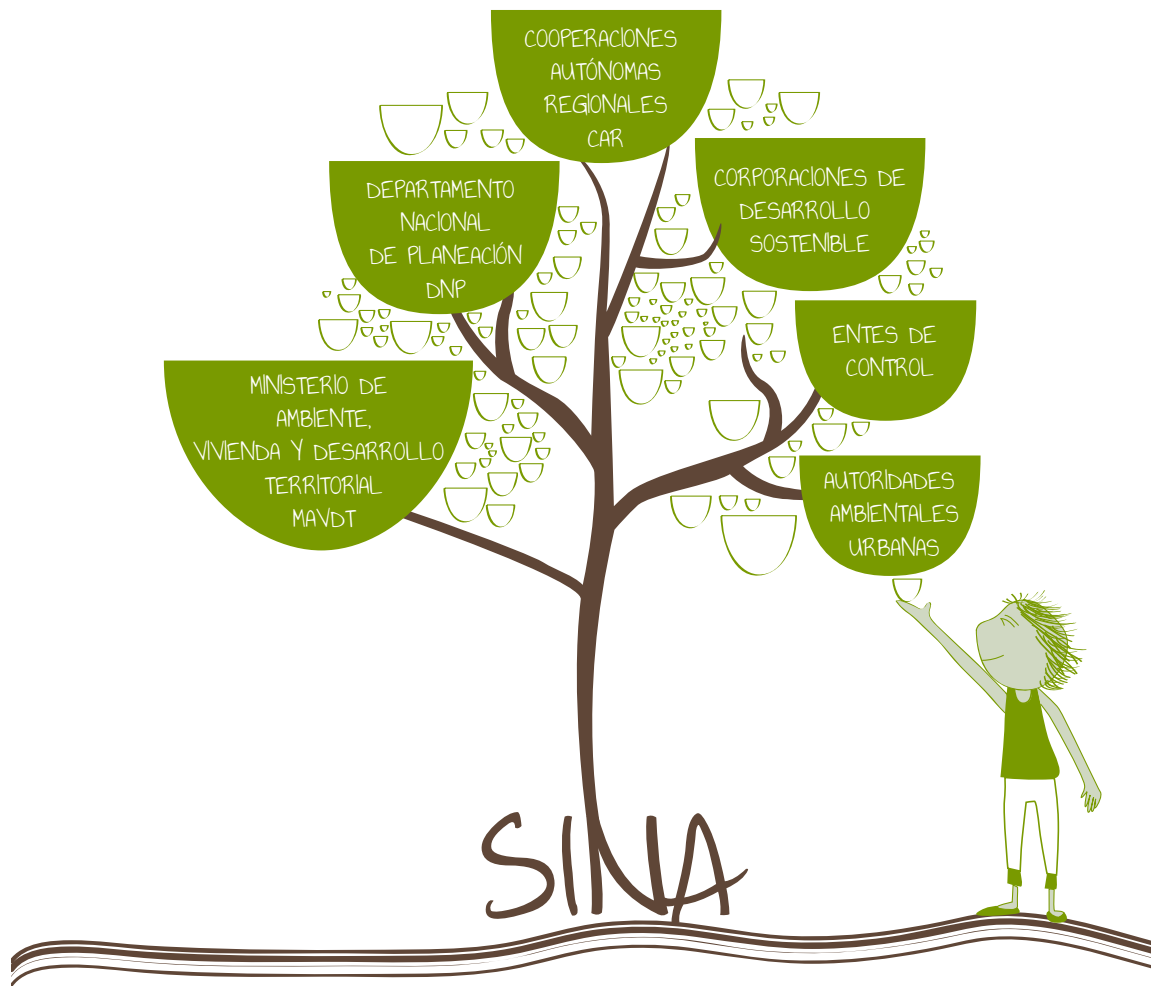 COOPERACIONES
AUTÓNOMAS
REGIONALES
CAR
DEPARTAMENTO
NACIONAL
DE PLANEACIÓN
DNP
CORPORACIONES DE
DESARROLLO
SOSTENIBLE
ENTES DE
CONTROL
MINISTERIO DE
AMBIENTE,
VIVIENDA Y DESARROLLO
TERRITORIAL
MAVDT
AUTORIDADES
AMBIENTALES
URBANAS
SINA